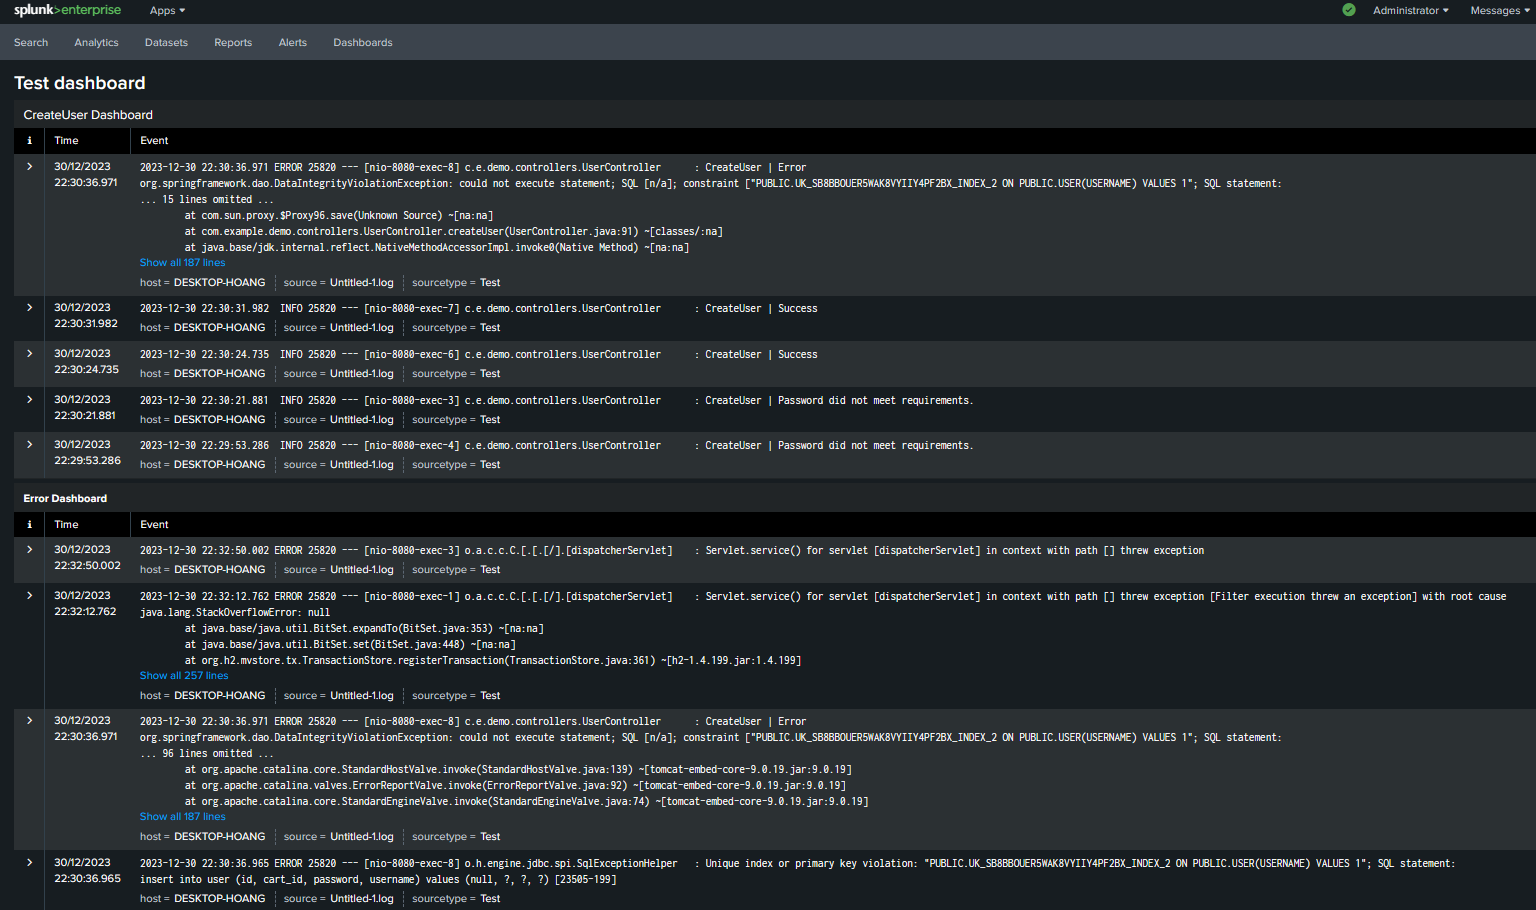 splunk>enterprise Apps ▾ Administrator ▾ Messages ▾
Search Analytics Datasets Reports Alerts Dashboards
Test dashboard
CreateUser Dashboard
i Time Event
> 30/12/2023 22:30:36.971 2023-12-30 22:30:36.971 ERROR 25820 --- [nio-8080-exec-8] c.e.demo.controllers.UserController : CreateUser | Error
org.springframework.dao.DataIntegrityViolationException: could not execute statement; SQL [n/a]; constraint ["PUBLIC.UK_SB8BBOUER5WAK8VYIIY4PF2BX_INDEX_2 ON PUBLIC.USER(USERNAME) VALUES 1"; SQL statement:
... 15 lines omitted ...
at com.sun.proxy.$Proxy96.save(Unknown Source) ~[na:na]
at com.example.demo.controllers.UserController.createUser(UserController.java:91) ~[classes/:na]
at java.base/jdk.internal.reflect.NativeMethodAccessorImpl.invoke0(Native Method) ~[na:na]
Show all 187 lines
host = DESKTOP-HOANG source = Untitled-1.log sourcetype = Test
> 30/12/2023 22:30:31.982 2023-12-30 22:30:31.982 INFO 25820 --- [nio-8080-exec-7] c.e.demo.controllers.UserController : CreateUser | Success
host = DESKTOP-HOANG source = Untitled-1.log sourcetype = Test
> 30/12/2023 22:30:24.735 2023-12-30 22:30:24.735 INFO 25820 --- [nio-8080-exec-6] c.e.demo.controllers.UserController : CreateUser | Success
host = DESKTOP-HOANG source = Untitled-1.log sourcetype = Test
> 30/12/2023 22:30:21.881 2023-12-30 22:30:21.881 INFO 25820 --- [nio-8080-exec-3] c.e.demo.controllers.UserController : CreateUser | Password did not meet requirements.
host = DESKTOP-HOANG source = Untitled-1.log sourcetype = Test
> 30/12/2023 22:29:53.286 2023-12-30 22:29:53.286 INFO 25820 --- [nio-8080-exec-4] c.e.demo.controllers.UserController : CreateUser | Password did not meet requirements.
host = DESKTOP-HOANG source = Untitled-1.log sourcetype = Test
Error Dashboard
i Time Event
> 30/12/2023 22:32:50.002 2023-12-30 22:32:50.002 ERROR 25820 --- [nio-8080-exec-3] o.a.c.c.C.[.[.[/].[dispatcherServlet] : Servlet.service() for servlet [dispatcherServlet] in context with path [] threw exception
host = DESKTOP-HOANG source = Untitled-1.log sourcetype = Test
> 30/12/2023 22:32:12.762 2023-12-30 22:32:12.762 ERROR 25820 --- [nio-8080-exec-1] o.a.c.c.C.[.[.[/].[dispatcherServlet] : Servlet.service() for servlet [dispatcherServlet] in context with path [] threw exception [Filter execution threw an exception] with root cause
java.lang.StackOverflowError: null
at java.base/java.util.BitSet.expandTo(BitSet.java:353) ~[na:na]
at java.base/java.util.BitSet.set(BitSet.java:448) ~[na:na]
at org.h2.mvstore.tx.TransactionStore.registerTransaction(TransactionStore.java:361) ~[h2-1.4.199.jar:1.4.199]
Show all 257 lines
host = DESKTOP-HOANG source = Untitled-1.log sourcetype = Test
> 30/12/2023 22:30:36.971 2023-12-30 22:30:36.971 ERROR 25820 --- [nio-8080-exec-8] c.e.demo.controllers.UserController : CreateUser | Error
org.springframework.dao.DataIntegrityViolationException: could not execute statement; SQL [n/a]; constraint ["PUBLIC.UK_SB8BBOUER5WAK8VYIIY4PF2BX_INDEX_2 ON PUBLIC.USER(USERNAME) VALUES 1"; SQL statement:
... 96 lines omitted ...
at org.apache.catalina.core.StandardHostValve.invoke(StandardHostValve.java:139) ~[tomcat-embed-core-9.0.19.jar:9.0.19]
at org.apache.catalina.valves.ErrorReportValve.invoke(ErrorReportValve.java:92) ~[tomcat-embed-core-9.0.19.jar:9.0.19]
at org.apache.catalina.core.StandardEngineValve.invoke(StandardEngineValve.java:74) ~[tomcat-embed-core-9.0.19.jar:9.0.19]
Show all 187 lines
host = DESKTOP-HOANG source = Untitled-1.log sourcetype = Test
> 30/12/2023 22:30:36.965 2023-12-30 22:30:36.965 ERROR 25820 --- [nio-8080-exec-8] o.h.engine.jdbc.spi.SqlExceptionHelper : Unique index or primary key violation: "PUBLIC.UK_SB8BBOUER5WAK8VYIIY4PF2BX_INDEX_2 ON PUBLIC.USER(USERNAME) VALUES 1"; SQL statement:
insert into user (id, cart_id, password, username) values (null, ?, ?, ?) [23505-199]
host = DESKTOP-HOANG source = Untitled-1.log sourcetype = Test